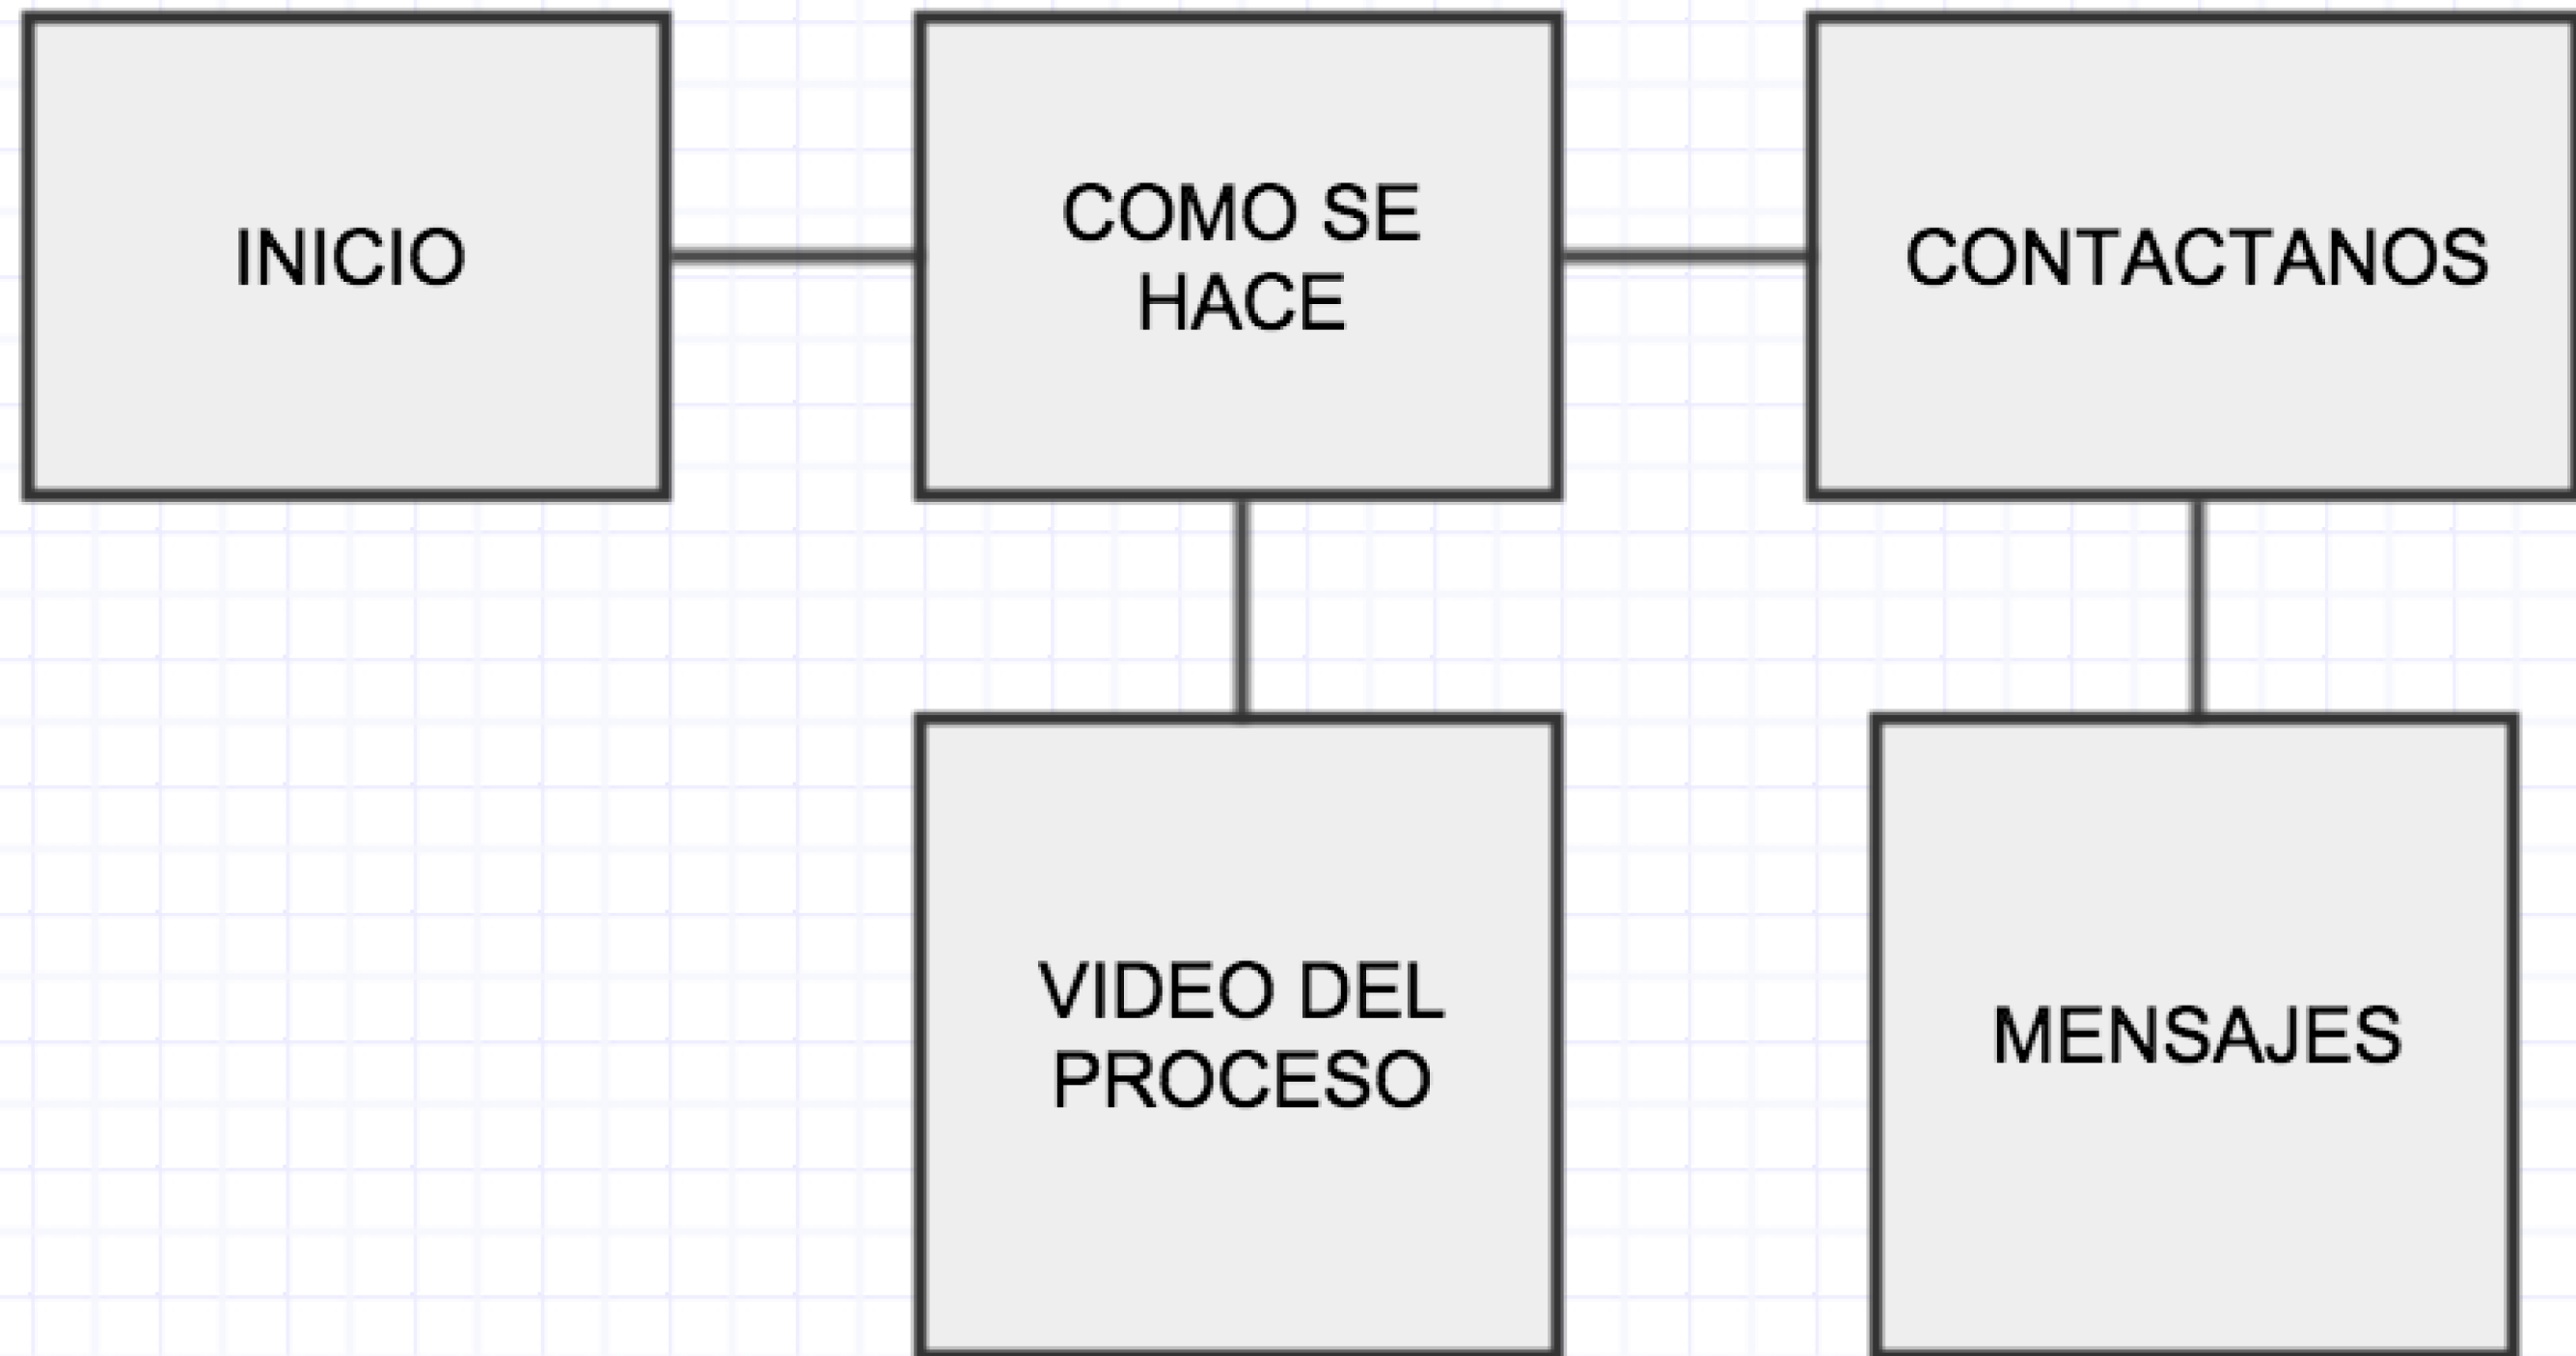 INICIO
COMO SE
HACE
CONTACTANOS
VIDEO DEL
PROCESO
MENSAJES